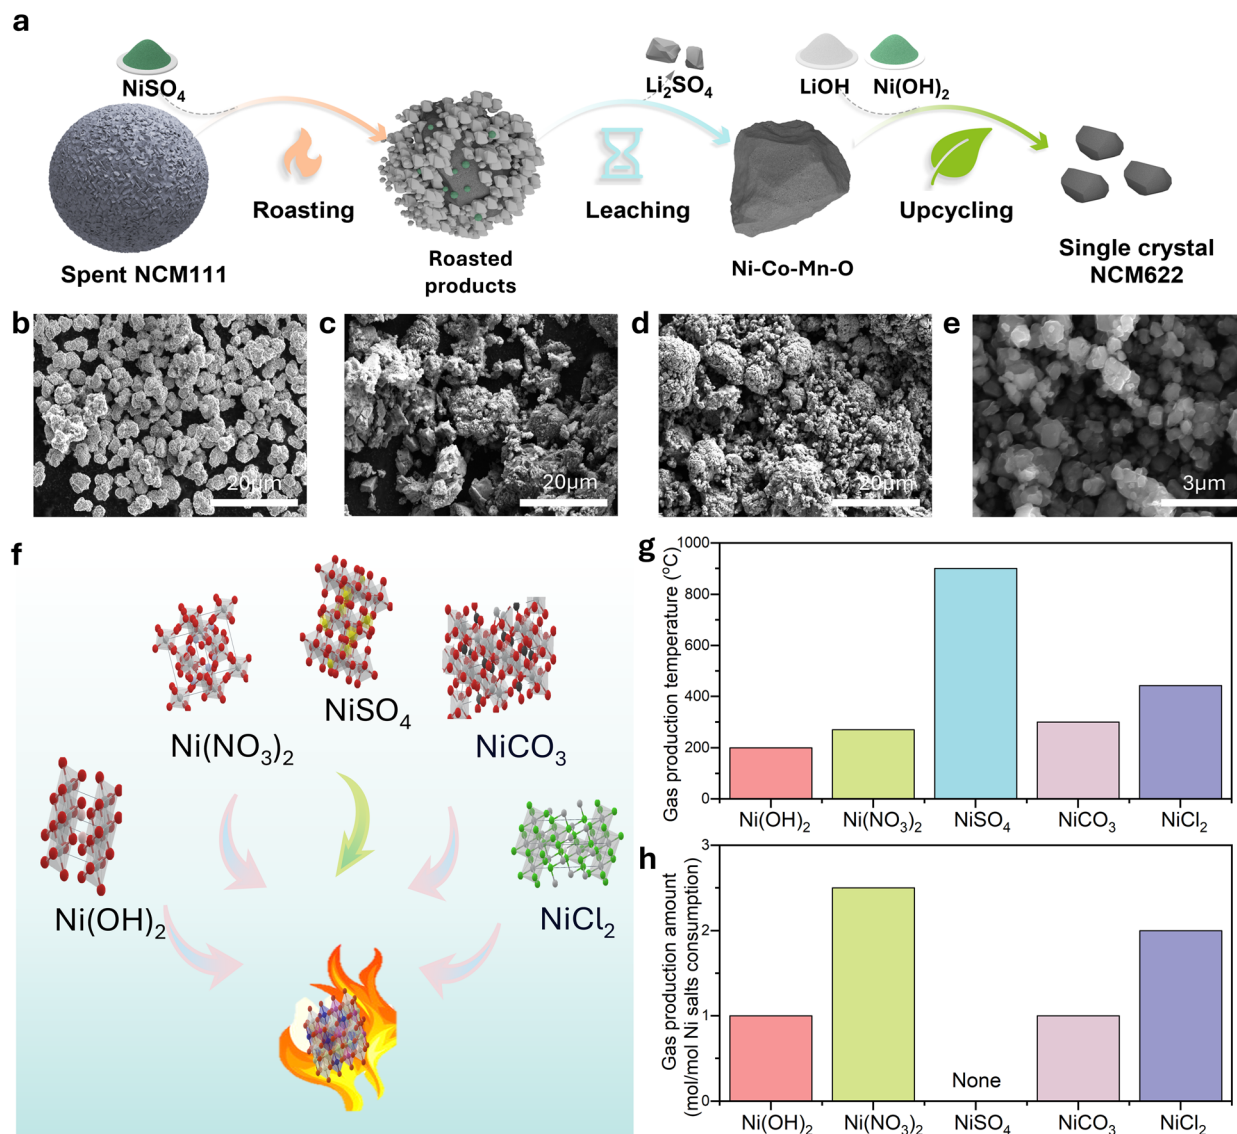 a
NiSO₄
Li₂SO₄
LiOH
Ni(OH)₂
Roasting
Leaching
Upcycling
Spent NCM111
Roasted
products
Ni-Co-Mn-O
Single crystal
NCM622
b
c
d
e
20μm
20μm
20μm
3μm
f
NiSO₄
Ni(NO₃)₂
NiCO₃
Ni(OH)₂
NiCl₂
g
Gas production temperature (°C)
1000
800
600
400
200
0
Ni(OH)₂
Ni(NO₃)₂
NiSO₄
NiCO₃
NiCl₂
h
Gas production amount
(mol/mol Ni salts consumption)
3
2
1
0
None
Ni(OH)₂
Ni(NO₃)₂
NiSO₄
NiCO₃
NiCl₂